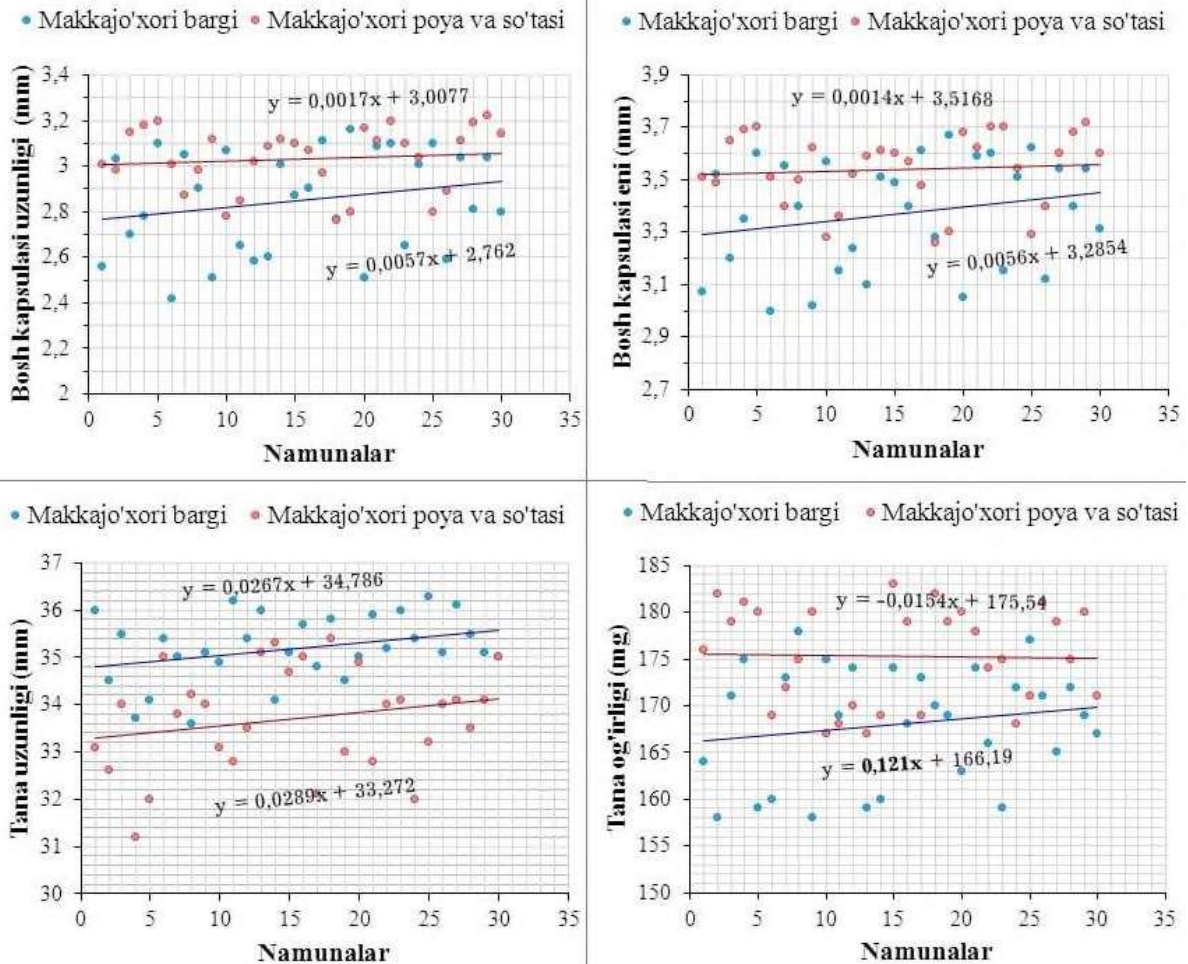 Makkajo'xori bargi Makkajo'xori poya va so'tasi
Bosh kapsulasi uzunligi (mm)
3,4
3,2
3
2,8
2,6
2,4
2,2
2
y = 0,0017x + 3,0077
y = 0,0057x + 2,762
0 5 10 15 20 25 30 35
Namunalar
Makkajo'xori bargi Makkajo'xori poya va so'tasi
Bosh kapsulasi eni (mm)
3,9
3,7
3,5
3,3
3,1
2,9
2,7
y = 0,0014x + 3,5168
y = 0,0056x + 3,2854
0 5 10 15 20 25 30 35
Namunalar
Makkajo'xori bargi Makkajo'xori poya va so'tasi
Tana uzunligi (mm)
37
36
35
34
33
32
31
30
y = 0,0267x + 34,786
y = 0,0289x + 33,272
0 5 10 15 20 25 30 35
Namunalar
Makkajo'xori bargi Makkajo'xori poya va so'tasi
Tana og'irligi (mg)
185
180
175
170
165
160
155
150
y = -0,0154x + 175,54
y = 0,121x + 166,19
0 5 10 15 20 25 30 35
Namunalar